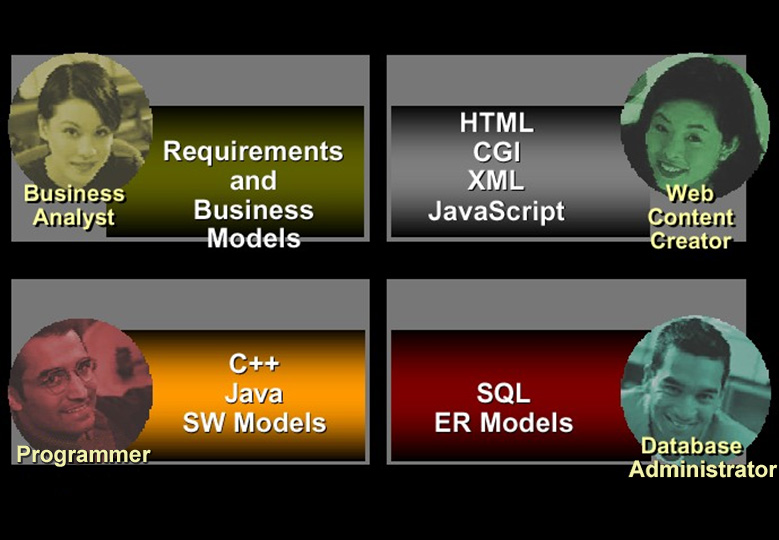 Business
Analyst
Requirements
and
Business
Models
HTML
CGI
XML
JavaScript
Web
Content
Creator
Programmer
C++
Java
SW Models
SQL
ER Models
Database
Administrator